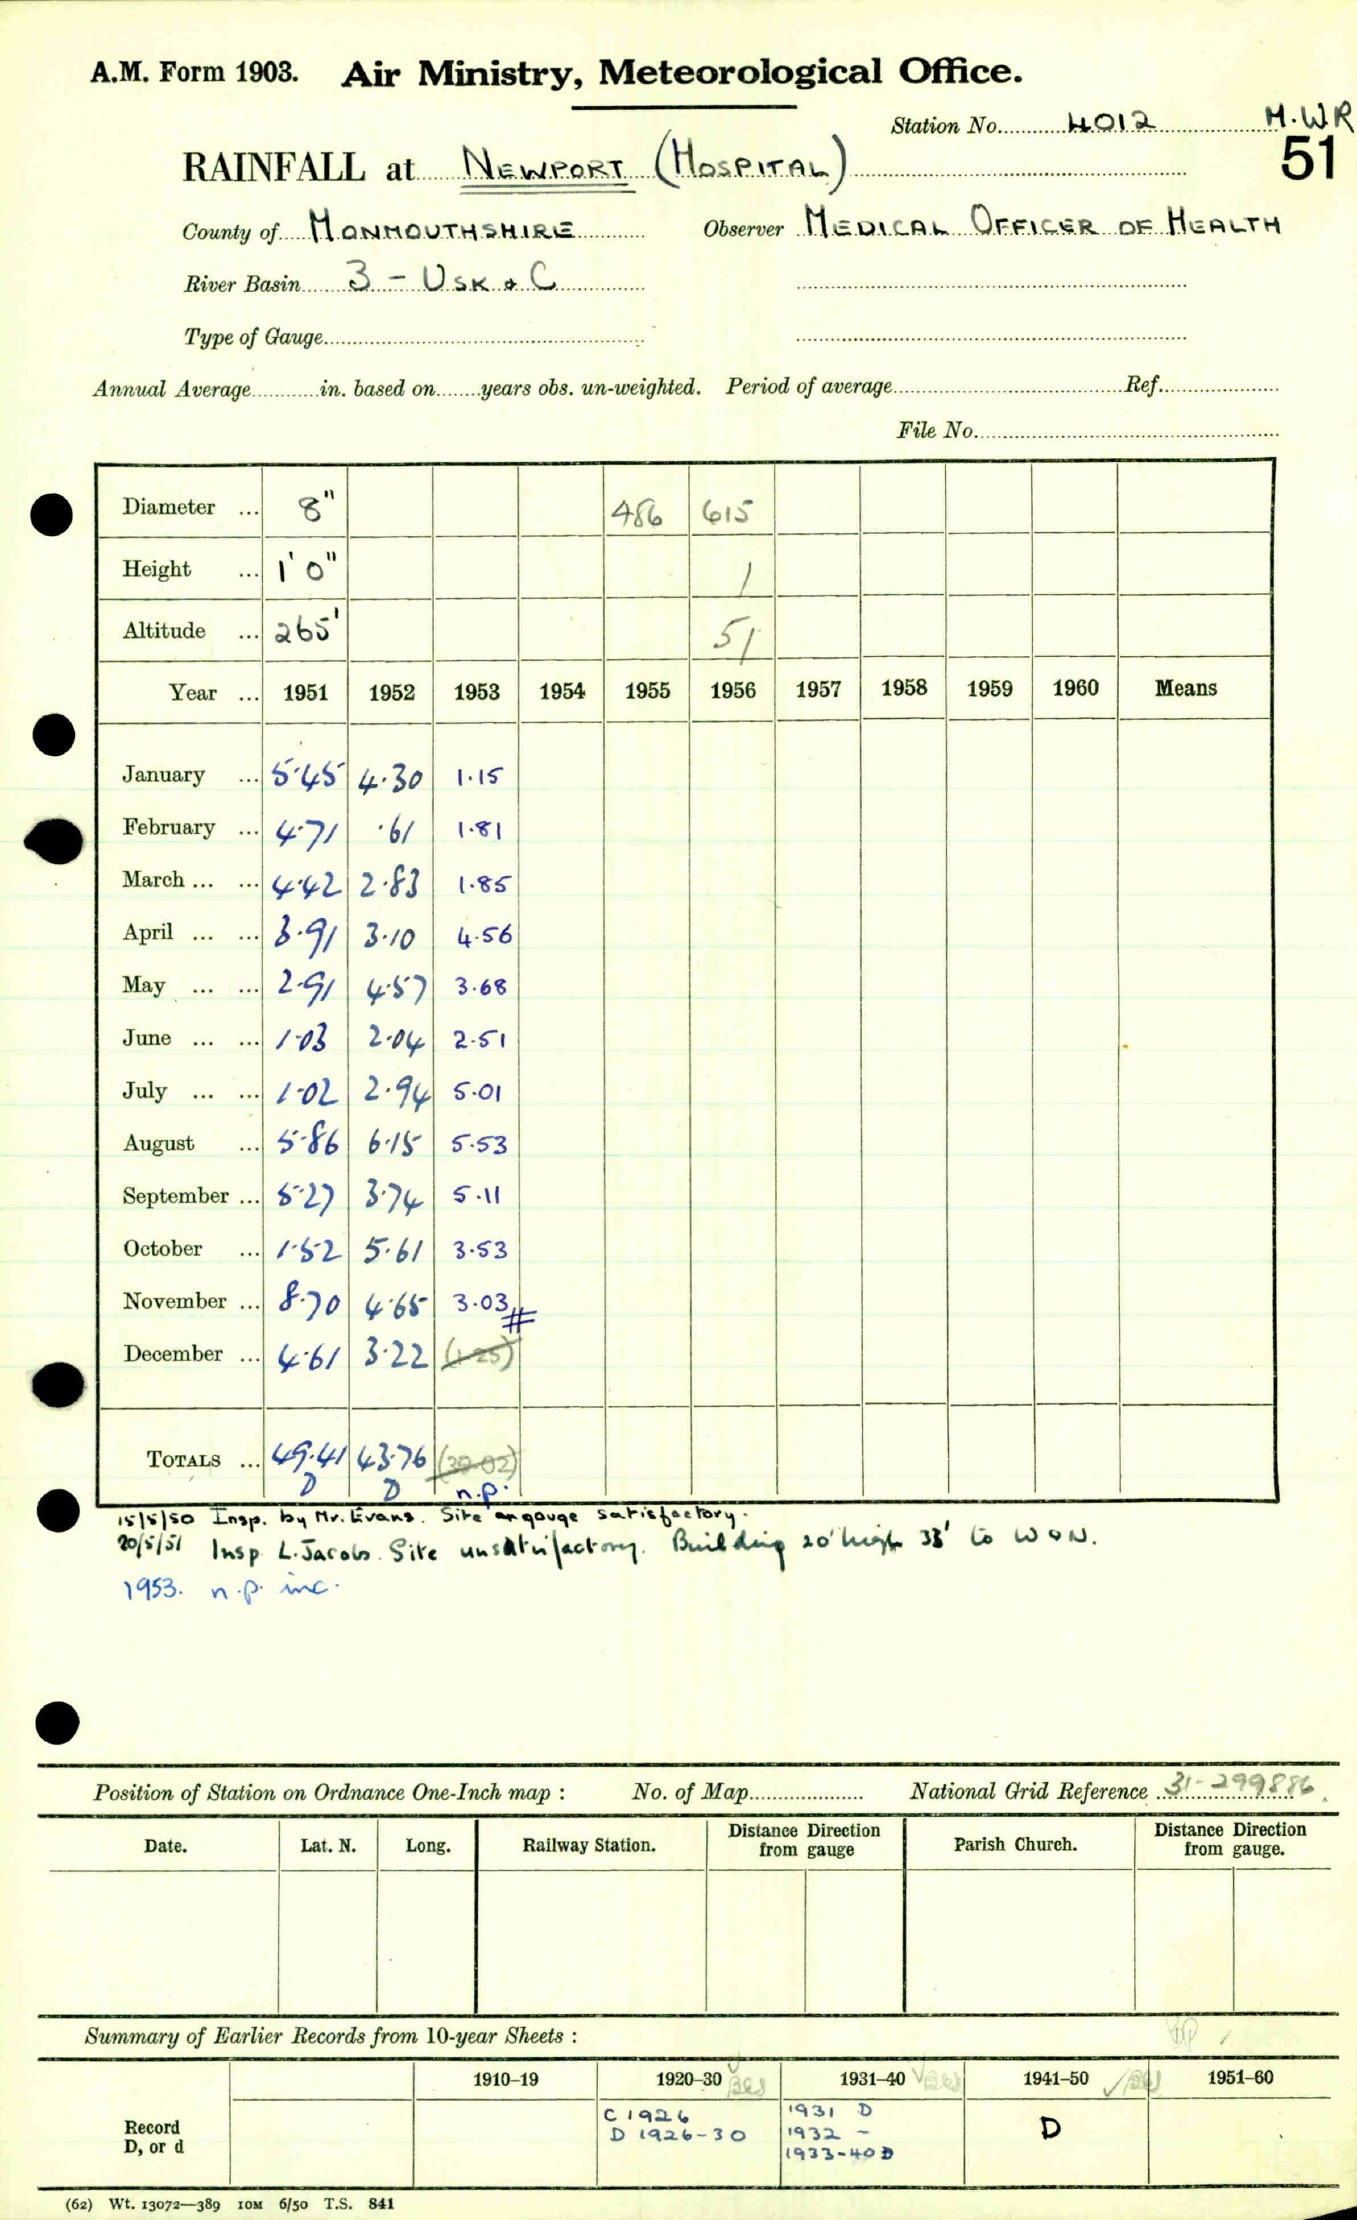 A.M. Form 1903. Air Ministry, Meteorological Office.
Station No. 4012 M.WR
RAINFALL at NEWPORT (HOSPITAL) 51
County of MONMOUTHSHIRE Observer MEDICAL OFFICER OF HEALTH
River Basin 3 - USK & C
Type of Gauge
Annual Average in. based on years obs. un-weighted. Period of average Ref.
File No.
Diameter ... 8" 486 615
Height ... 1' 0" 1
Altitude ... 265' 51
Year ... 1951 1952 1953 1954 1955 1956 1957 1958 1959 1960 Means
January ... 5.45 4.30 1.15
February ... 4.71 .61 1.81
March ... ... 4.42 2.83 1.85
April ... ... 3.91 3.10 4.56
May ... ... 2.91 4.57 3.68
June ... ... 1.03 2.04 2.51
July ... ... 1.02 2.94 5.01
August ... 5.86 6.15 5.53
September ... 5.27 3.74 5.11
October ... 1.52 5.61 3.53
November ... 8.70 4.65 3.03 #
December ... 4.61 3.22 (1.25)
TOTALS ... 49.41 43.76 (39.02)
D D n.p.
15/5/50 Insp. by Mr. Evans. Site and gauge satisfactory.
20/5/51 Insp L. Jacobs. Site unsatisfactory. Building 20' high 33' to W & N.
1953. n.p. inc.
Position of Station on Ordnance One-Inch map : No. of Map National Grid Reference 31-299886
Date. Lat. N. Long. Railway Station. Distance Direction from gauge Parish Church. Distance Direction from gauge.
Summary of Earlier Records from 10-year Sheets :
1910-19 1920-30 1931-40 1941-50 1951-60
Record D, or d
C 1926
D 1926-30
1931 D
1932 -
1933-40 D
D
(62) Wt. 13072—389 10M 6/50 T.S. 841